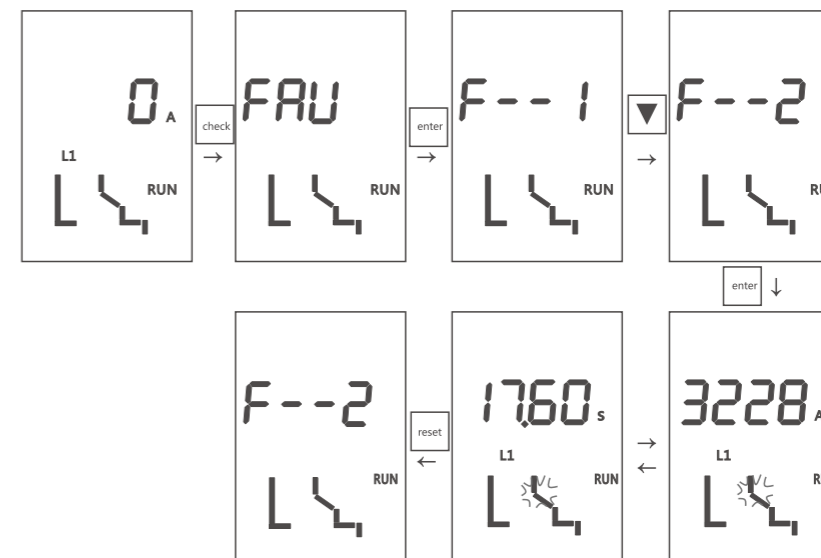 0 A
L1
RUN
check
→
FAU
RUN
enter
→
F--1
RUN
▼
→
F--2
enter ↓
3228
L1
→
←
17.60 s
L1
RUN
reset
←
F--2
RUN